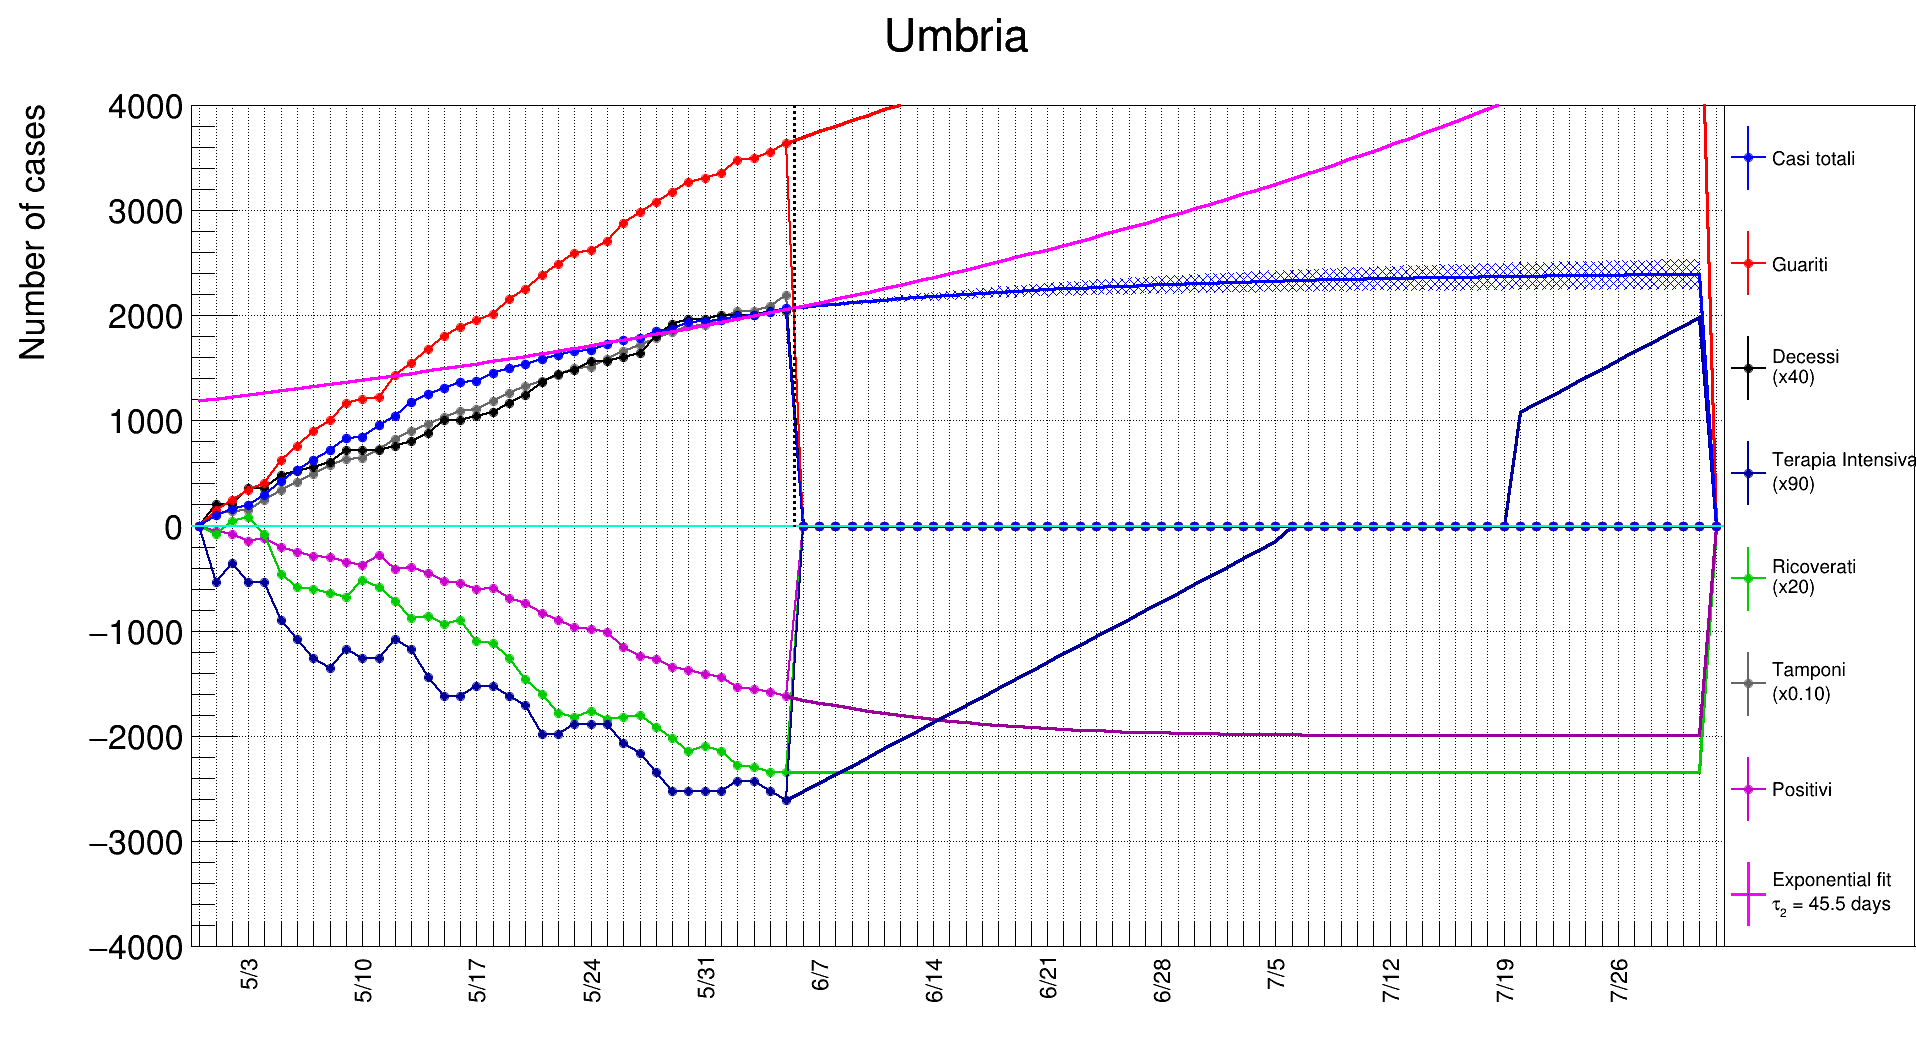 Umbria
Number of cases
4000
3000
2000
1000
0
−1000
−2000
−3000
−4000
5/3
5/10
5/17
5/24
5/31
6/7
6/14
6/21
6/28
7/5
7/12
7/19
7/26
Casi totali
Guariti
Decessi
(x40)
Terapia Intensiva
(x90)
Ricoverati
(x20)
Tamponi
(x0.10)
Positivi
Exponential fit
τ2 = 45.5 days